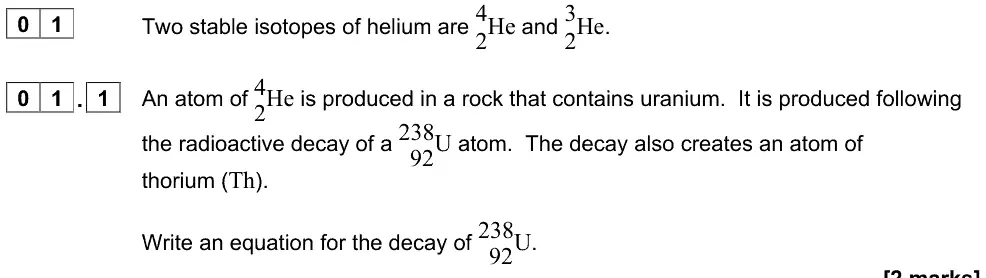 0 1 Two stable isotopes of helium are ⁴₂He and ³₂He.
0 1 . 1 An atom of ⁴₂He is produced in a rock that contains uranium. It is produced following
the radioactive decay of a ²³⁸₉₂U atom. The decay also creates an atom of
thorium (Th).
Write an equation for the decay of ²³⁸₉₂U.
[2 marks]